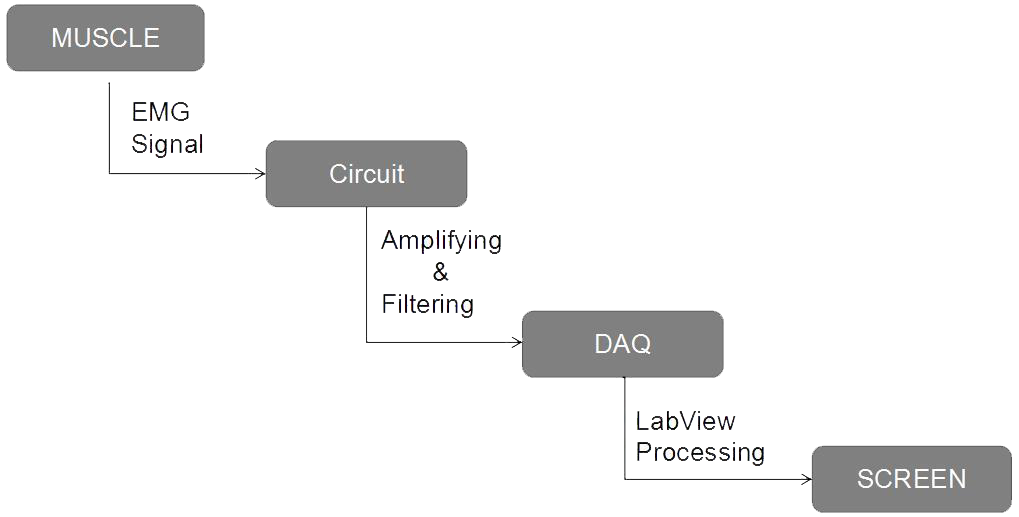 MUSCLE
EMG
Signal
Circuit
Amplifying
&
Filtering
DAQ
LabView
Processing
SCREEN